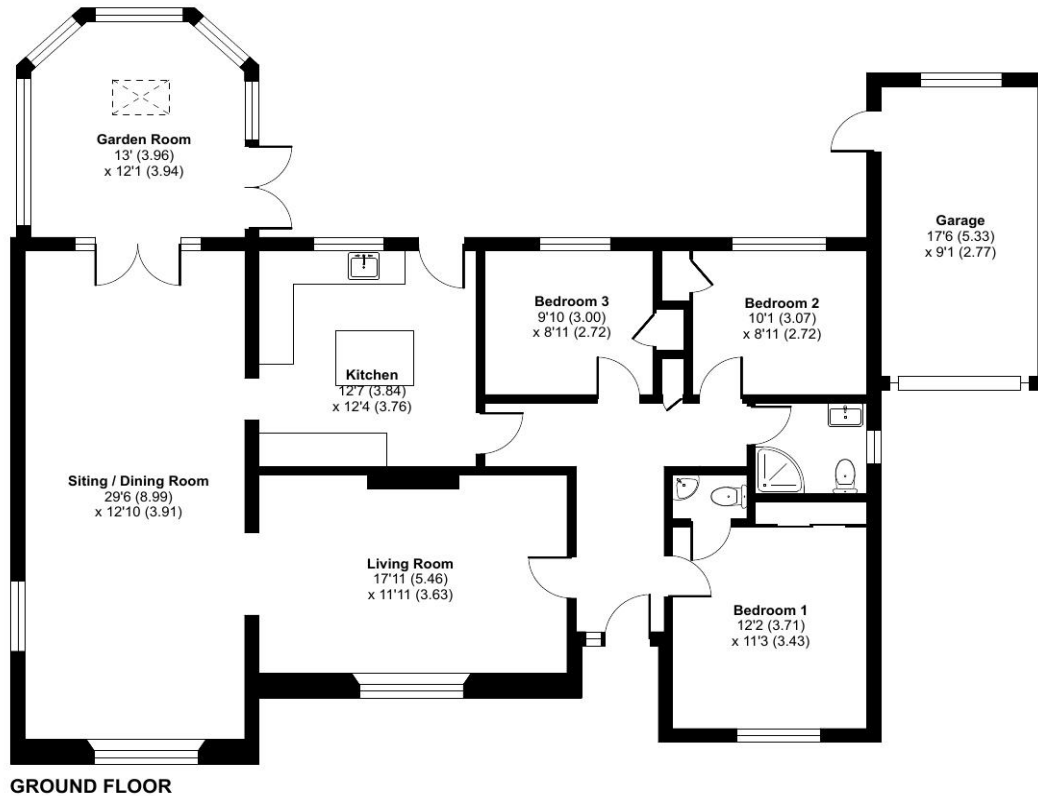 Garden Room
13' (3.96)
x 12'1 (3.94)
Garage
17'6 (5.33)
x 9'1 (2.77)
Bedroom 3
9'10 (3.00)
x 8'11 (2.72)
Bedroom 2
10'1 (3.07)
x 8'11 (2.72)
Kitchen
12'7 (3.84)
x 12'4 (3.76)
Siting / Dining Room
29'6 (8.99)
x 12'10 (3.91)
Living Room
17'11 (5.46)
x 11'11 (3.63)
Bedroom 1
12'2 (3.71)
x 11'3 (3.43)
GROUND FLOOR